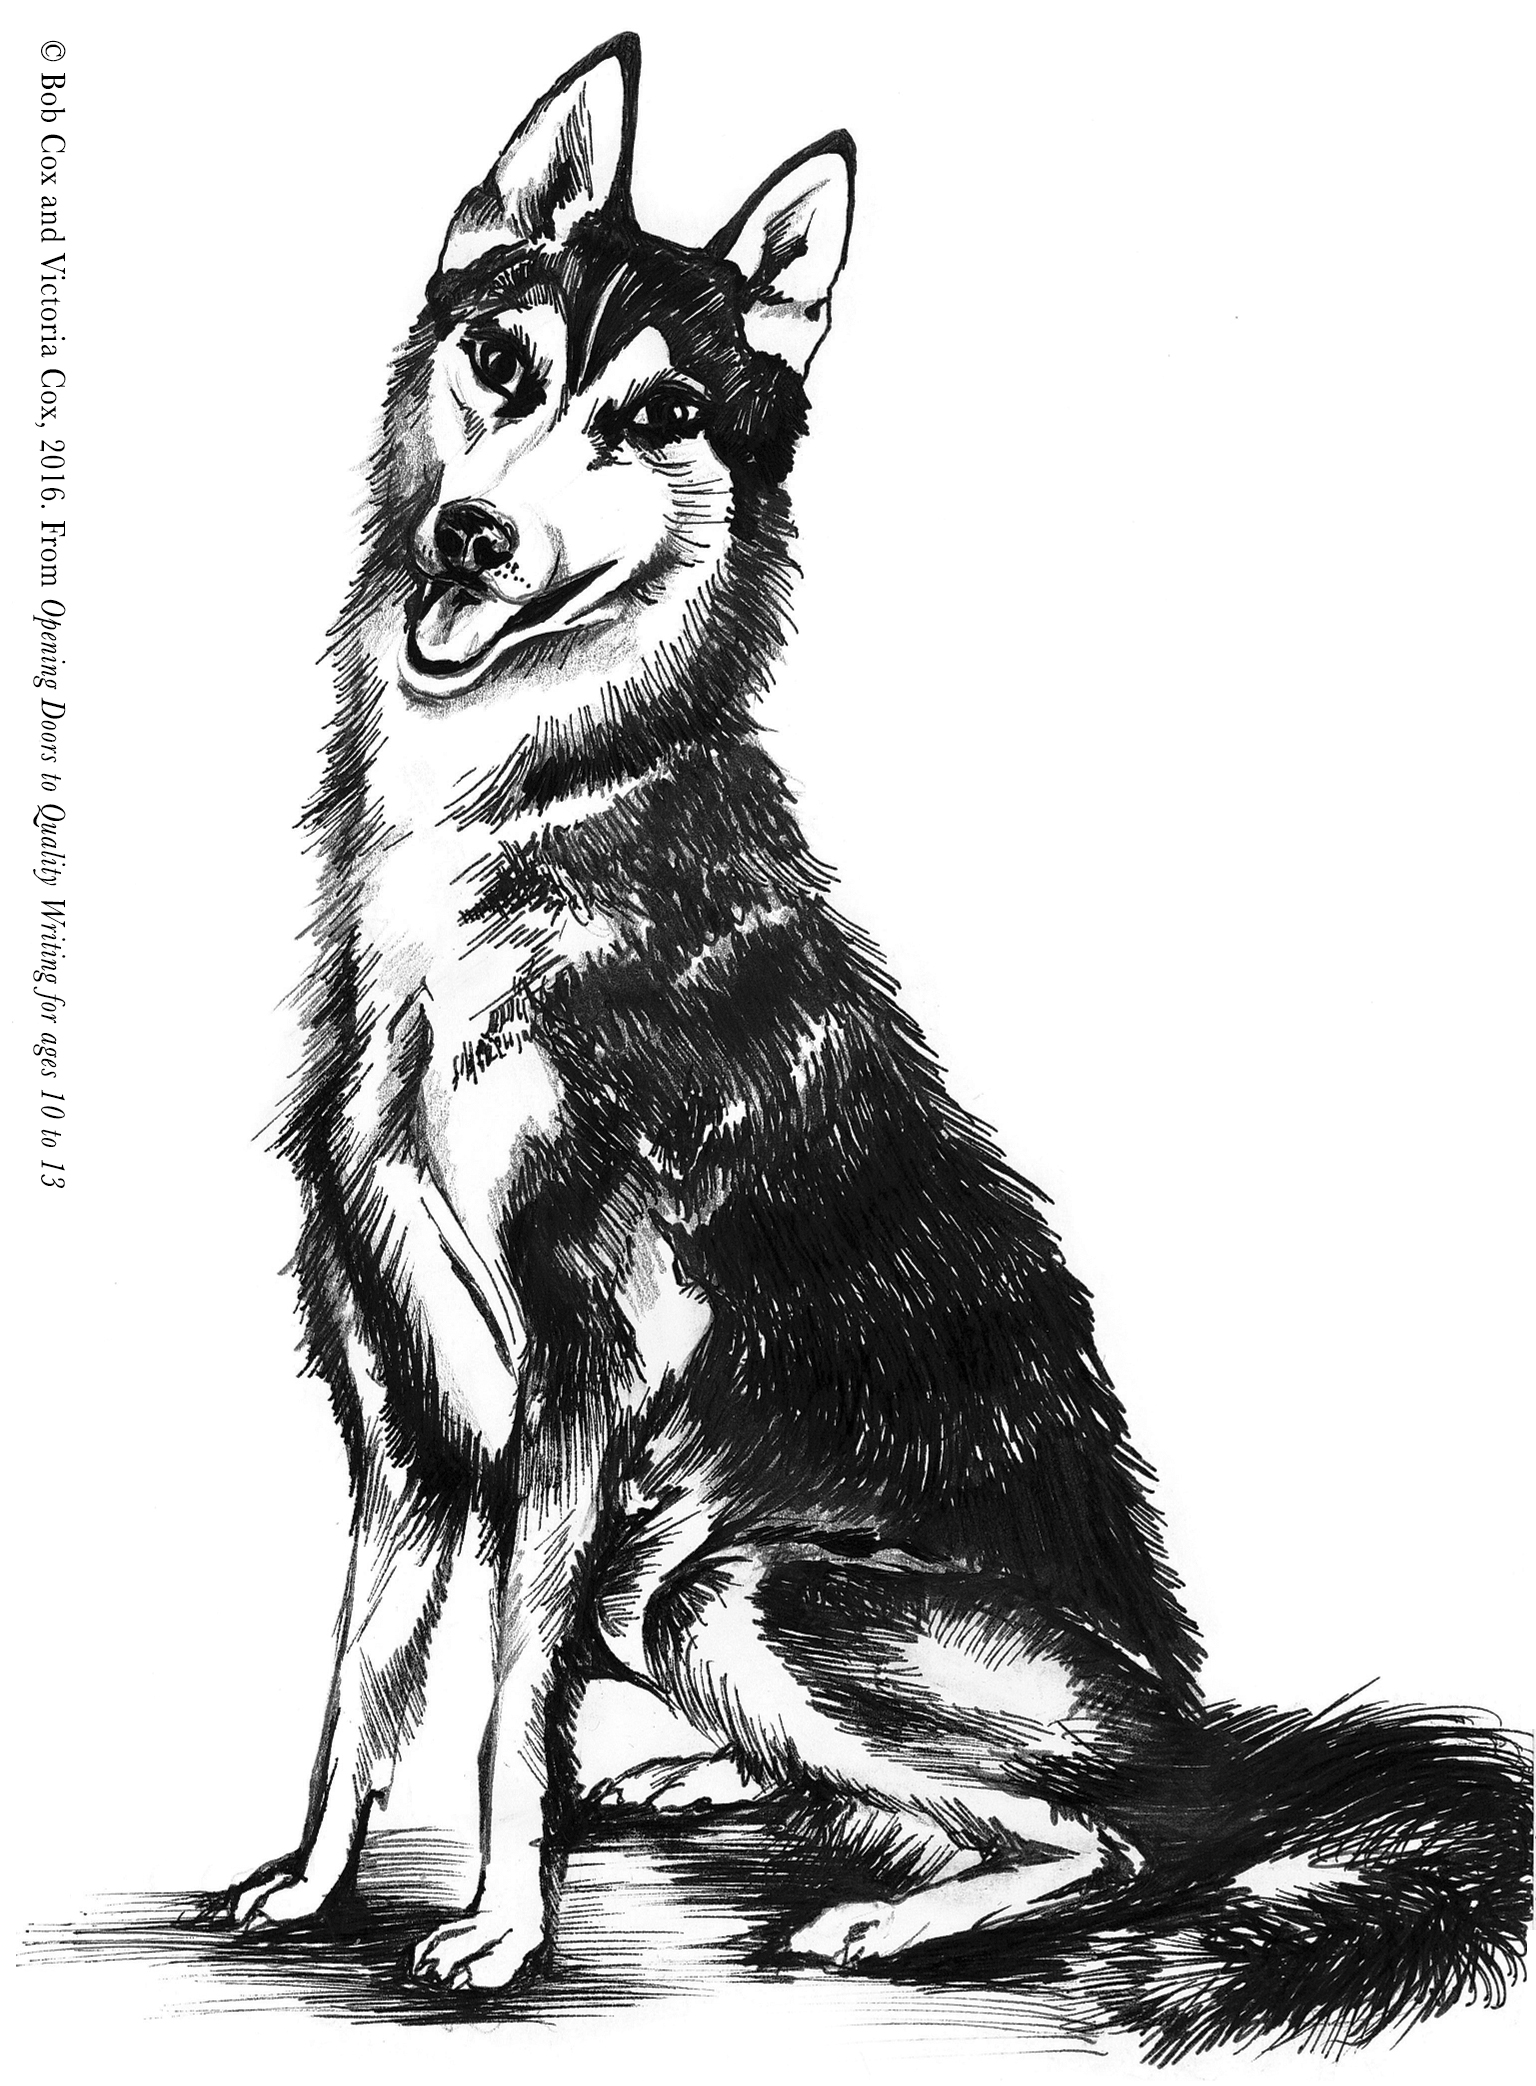 © Bob Cox and Victoria Cox, 2016. From Opening Doors to Quality Writing for ages 10 to 13